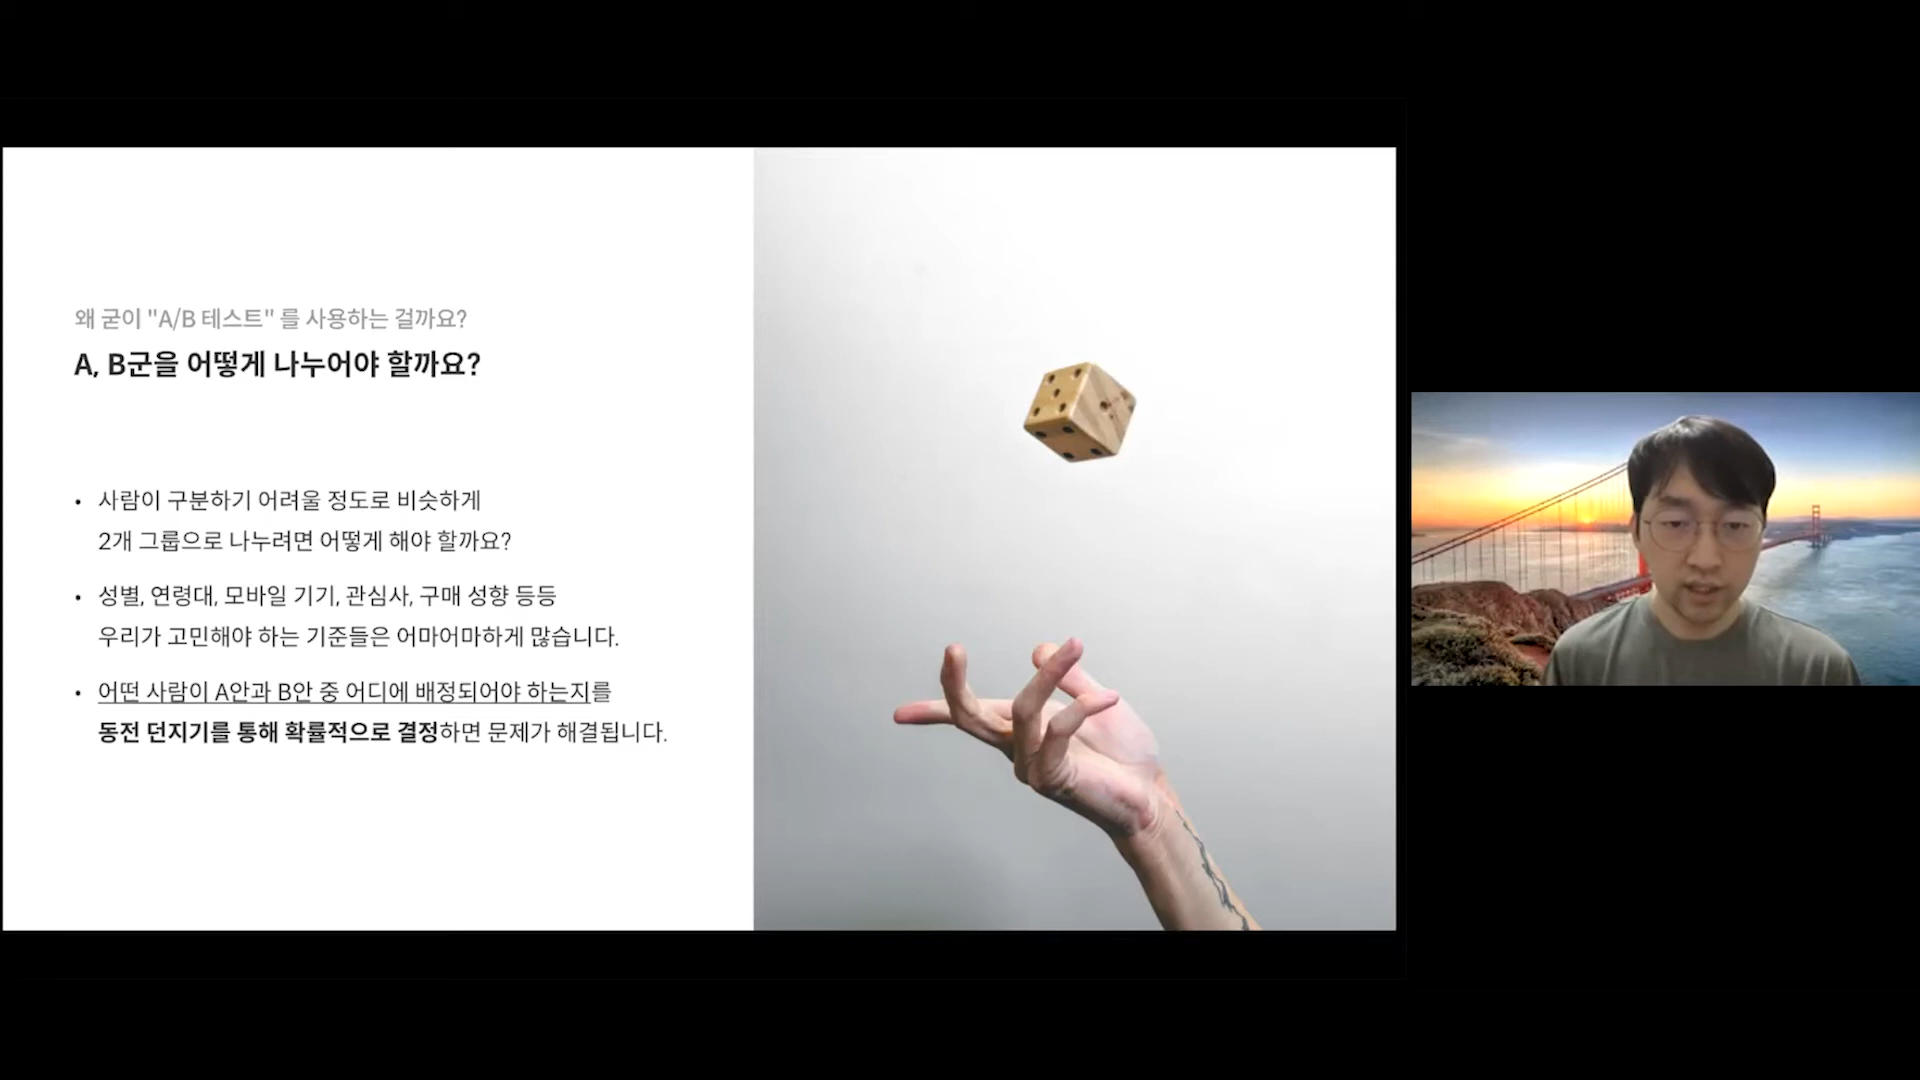 왜 굳이 "A/B 테스트" 를 사용하는 걸까요?
A, B군을 어떻게 나누어야 할까요?
• 사람이 구분하기 어려울 정도로 비슷하게
2개 그룹으로 나누려면 어떻게 해야 할까요?
• 성별, 연령대, 모바일 기기, 관심사, 구매 성향 등등
우리가 고민해야 하는 기준들은 어마어마하게 많습니다.
• 어떤 사람이 A안과 B안 중 어디에 배정되어야 하는지를
동전 던지기를 통해 확률적으로 결정하면 문제가 해결됩니다.